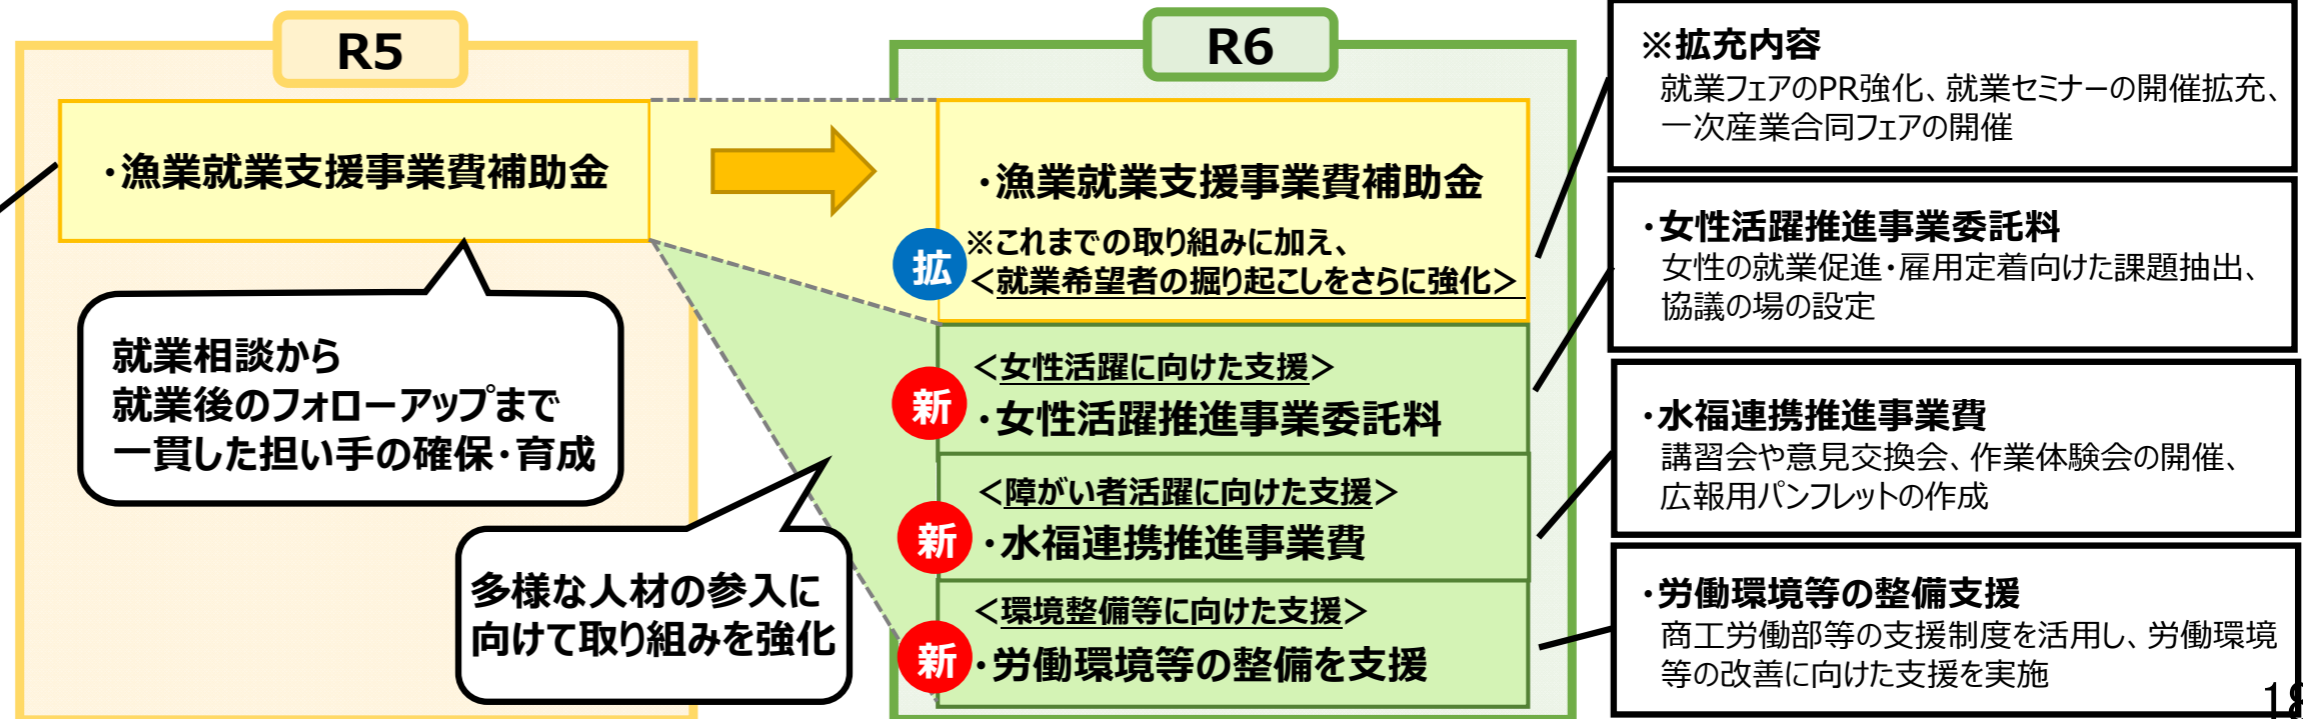 R5
・漁業就業支援事業費補助金
就業相談から
就業後のフォローアップまで
一貫した担い手の確保・育成
多様な人材の参入に
向けて取り組みを強化
R6
・漁業就業支援事業費補助金
拡
※これまでの取り組みに加え、
<就業希望者の掘り起こしをさらに強化>
<女性活躍に向けた支援>
新
・女性活躍推進事業委託料
<障がい者活躍に向けた支援>
新
・水福連携推進事業費
<環境整備等に向けた支援>
新
・労働環境等の整備を支援
※拡充内容
就業フェアのPR強化、就業セミナーの開催拡充、
一次産業合同フェアの開催
・女性活躍推進事業委託料
女性の就業促進・雇用定着向けた課題抽出、
協議の場の設定
・水福連携推進事業費
講習会や意見交換会、作業体験会の開催、
広報用パンフレットの作成
・労働環境等の整備支援
商工労働部等の支援制度を活用し、労働環境
等の改善に向けた支援を実施
18